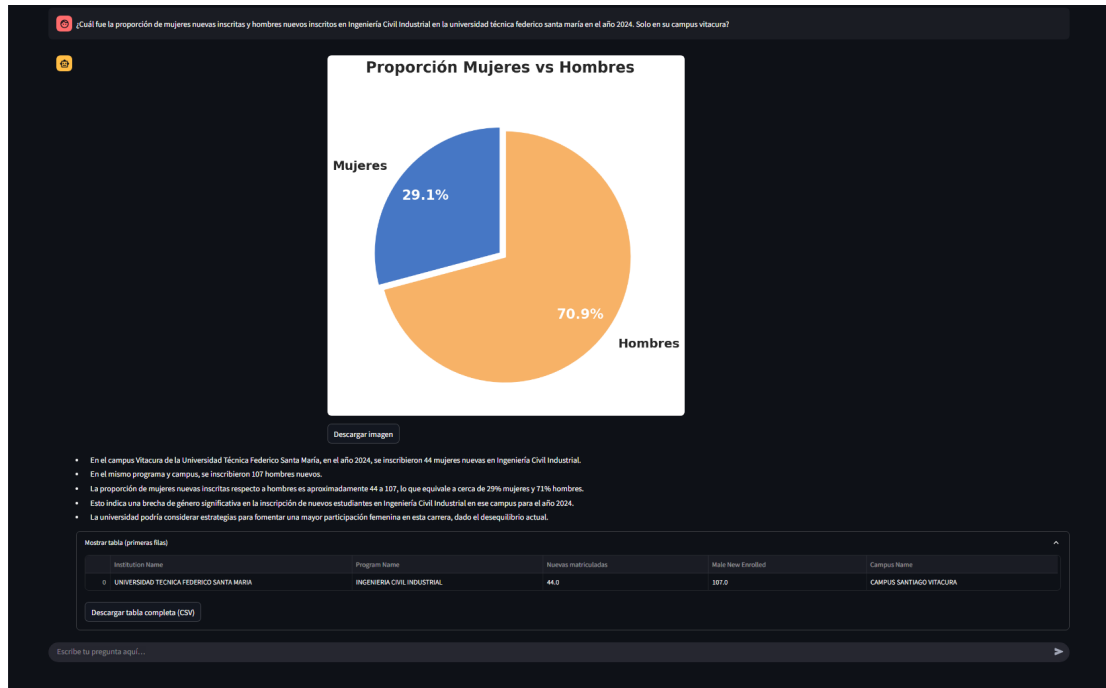 ¿Cuál fue la proporción de mujeres nuevas inscritas y hombres nuevos inscritos en Ingeniería Civil Industrial en la universidad técnica federico santa maría en el año 2024. Solo en su campus vitacura?
Proporción Mujeres vs Hombres
Mujeres
29.1%
70.9%
Hombres
Descargar imagen
• En el campus Vitacura de la Universidad Técnica Federico Santa María, en el año 2024, se inscribieron 44 mujeres nuevas en Ingeniería Civil Industrial.
• En el mismo programa y campus, se inscribieron 107 hombres nuevos.
• La proporción de mujeres nuevas inscritas respecto a hombres es aproximadamente 44 a 107, lo que equivale a cerca de 29% mujeres y 71% hombres.
• Esto indica una brecha de género significativa en la inscripción de nuevos estudiantes en Ingeniería Civil Industrial en ese campus para el año 2024.
• La universidad podría considerar estrategias para fomentar una mayor participación femenina en esta carrera, dado el desequilibrio actual.
Mostrar tabla (primeras filas)
Institution Name Program Name Nuevas matriculadas Male New Enrolled Campus Name
0 UNIVERSIDAD TECNICA FEDERICO SANTA MARIA INGENIERIA CIVIL INDUSTRIAL 44.0 107.0 CAMPUS SANTIAGO VITACURA
Descargar tabla completa (CSV)
Escribe tu pregunta aquí...